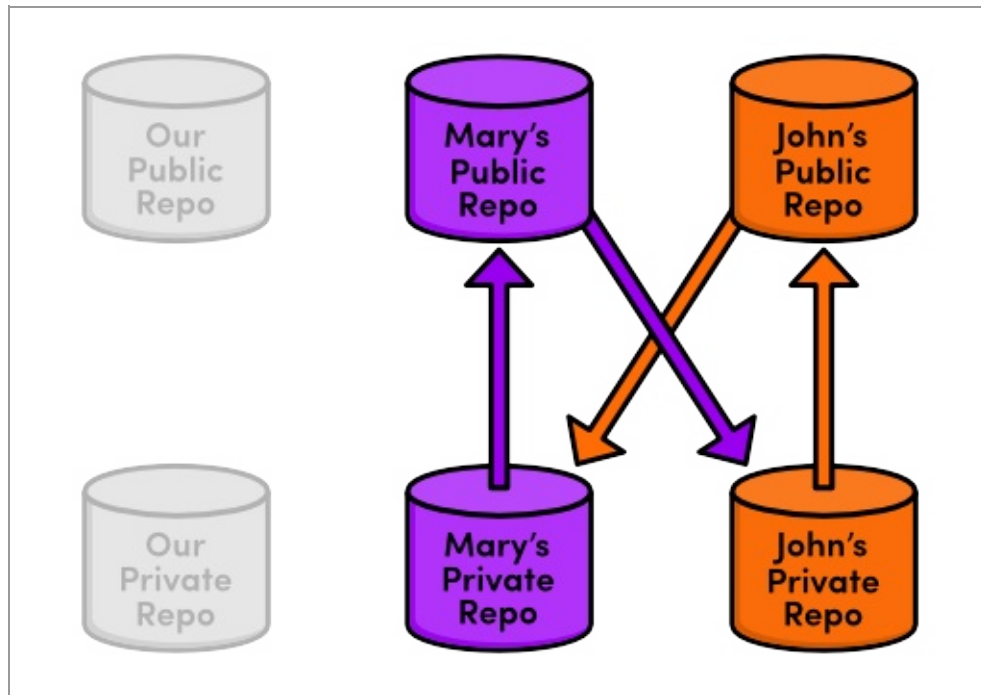 Our
Public
Repo
Mary's
Public
Repo
John's
Public
Repo
Our
Private
Repo
Mary's
Private
Repo
John's
Private
Repo